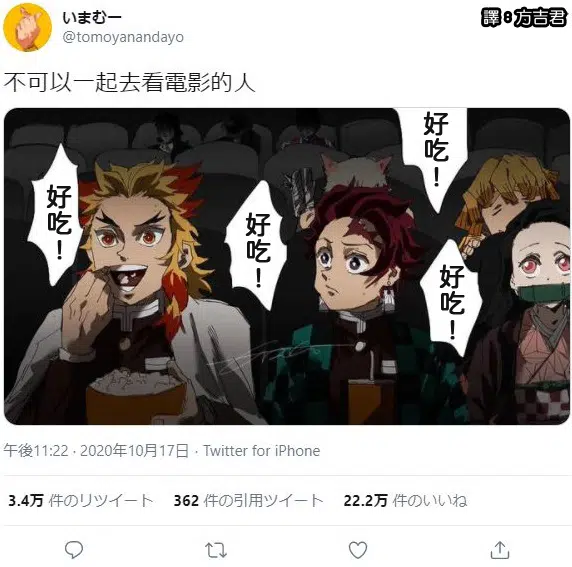 いまむー
@tomoyanandayo
譯8方吉君
不可以一起去看電影的人
好吃！
好吃！
好吃！
好吃！
午後11:22 · 2020年10月17日 · Twitter for iPhone
3.4万 件のリツイート 362 件の引用ツイート 22.2万 件のいいね